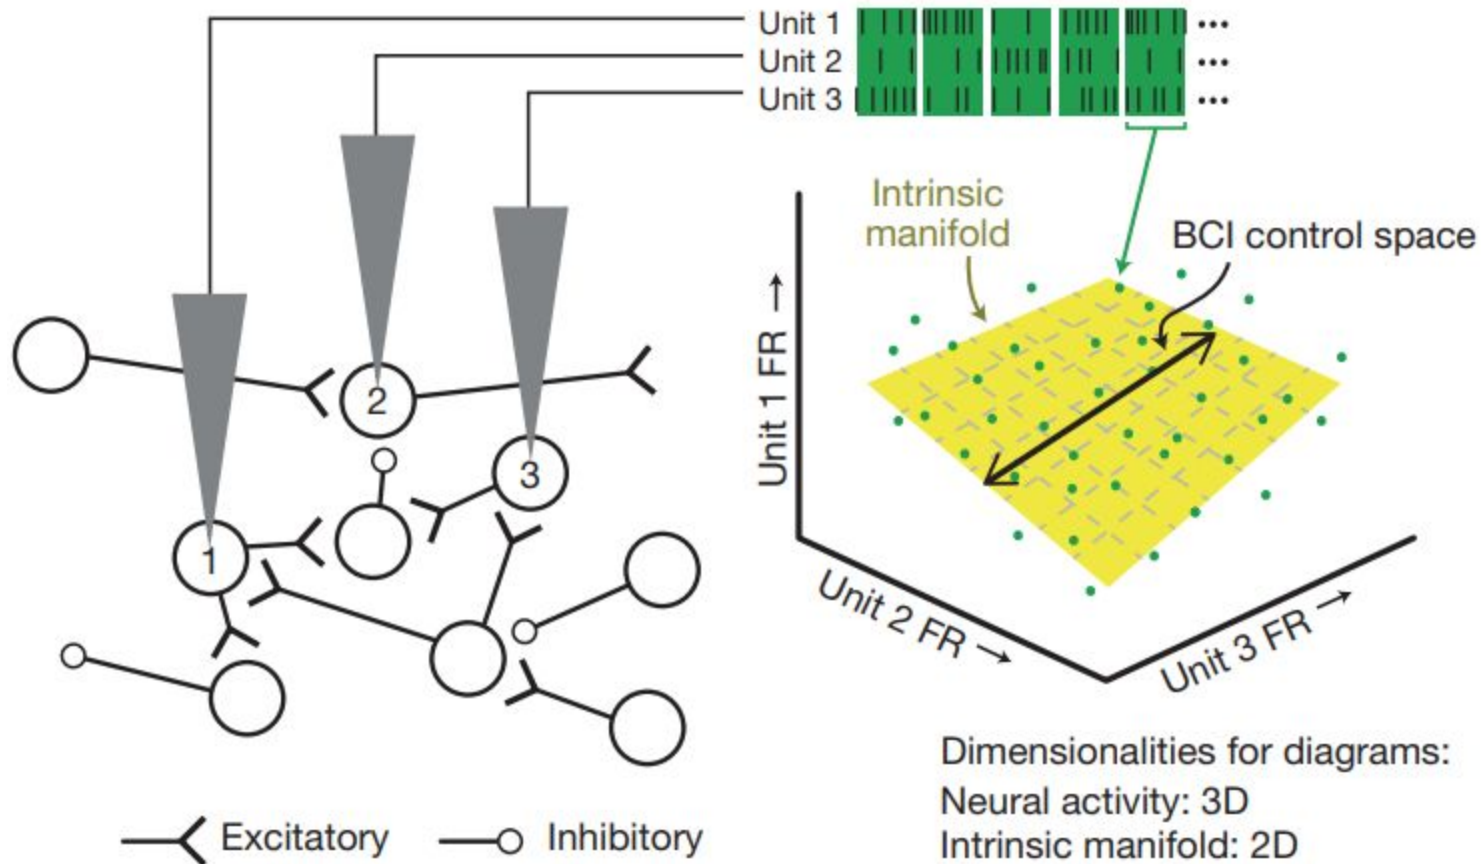 Unit 1 ...
Unit 2 ...
Unit 3 ...
Intrinsic
manifold
BCI control space
Unit 1 FR →
2
3
1
Unit 2 FR →
Unit 3 FR →
Dimensionalities for diagrams:
Neural activity: 3D
Intrinsic manifold: 2D
Excitatory
Inhibitory